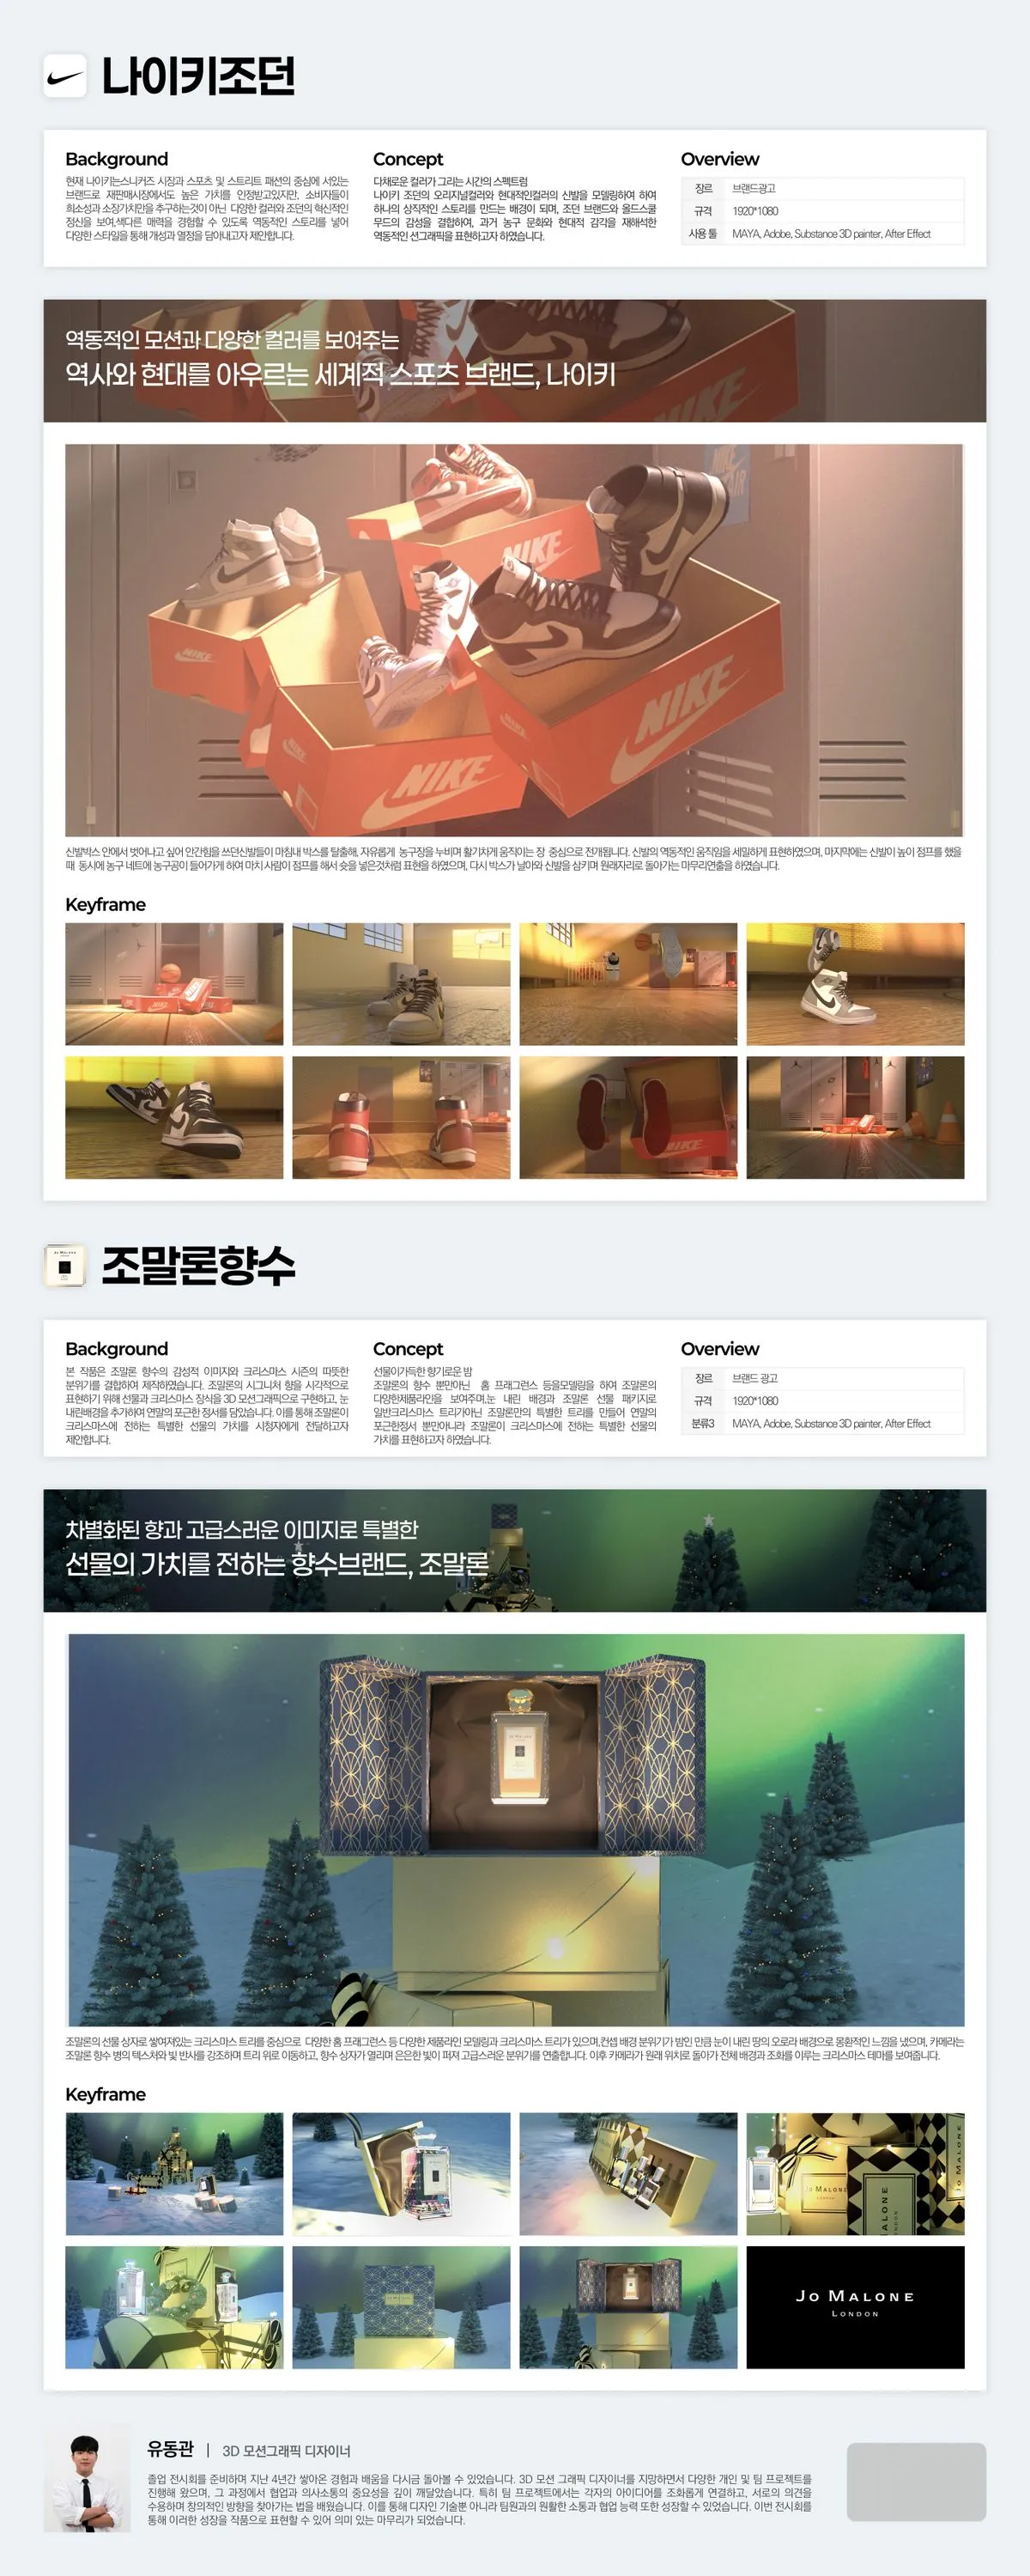 나이키조던
Background
현재 나이키는스니커즈 시장과 스포츠 및 스트리트 패션의 중심에 서있는
브랜드로 재판매시장에서도 높은 가치를 인정받고있지만, 소비자들이
희소성과 소장가치만을 추구하는것이 아닌 다양한 컬러와 조던의 혁신적인
정신을 보여,색다른 매력을 경험할 수 있도록 역동적인 스토리를 넣어
다양한 스타일을 통해 개성과 열정을 담아내고자 제안합니다.
Concept
다채로운 컬러가 그리는 시간의 스펙트럼
나이키 조던의 오리지널컬러와 현대적인컬러의 신발을 모델링하여 하여
하나의 상직적인 스토리를 만드는 배경이 되며, 조던 브랜드와 올드스쿨
무드의 감성을 결합하여, 과거 농구 문화와 현대적 감각을 재해석한
역동적인 션그래픽을 표현하고자 하였습니다.
Overview
장르 브랜드광고
규격 1920*1080
사용 툴 MAYA, Adobe, Substance 3D painter, After Effect
역동적인 모션과 다양한 컬러를 보여주는
역사와 현대를 아우르는 세계적 스포츠 브랜드, 나이키
NIKE
NIKE
NIKE
NIKE
신발박스 안에서 벗어나고 싶어 안간힘을 쓰던신발들이 마침내 박스를 탈출해, 자유롭게 농구장을 누비며 활기차게 움직이는 장 중심으로 전개됩니다. 신발의 역동적인 움직임을 세밀하게 표현하였으며, 마지막에는 신발이 높이 점프를 했을
때 동시에 농구 네트에 농구공이 들어가게 하여 마치 사람이 점프를 해서 슛을 넣은것처럼 표현을 하였으며, 다시 박스가 날아와 신발을 삼키며 원래자리로 돌아가는 마무리연출을 하였습니다.
Keyframe
조말론향수
Background
본 작품은 조말론 향수의 감성적 이미지와 크리스마스 시즌의 따뜻한
분위기를 결합하여 제작하였습니다. 조말론의 시그니처 향을 시각적으로
표현하기 위해 선물과 크리스마스 장식을 3D 모션그래픽으로 구현하고, 눈
내린배경을 추가하여 연말의 포근한 정서를 담았습니다. 이를 통해 조말론이
크리스마스에 전하는 특별한 선물의 가치를 시청자에게 전달하고자
제안합니다.
Concept
선물이가득한 향기로운 밤
조말론의 향수 뿐만아닌 홈 프래그런스 등을모델링을 하여 조말론의
다양한제품라인을 보여주며,눈 내린 배경과 조말론 선물 패키지로
일반크리스마스 트리가아닌 조말론만의 특별한 트리를 만들어 연말의
포근한정서 뿐만아니라 조말론이 크리스마스에 전하는 특별한 선물의
가치를 표현하고자 하였습니다.
Overview
장르 브랜드 광고
규격 1920*1080
분류3 MAYA, Adobe, Substance 3D painter, After Effect
차별화된 향과 고급스러운 이미지로 특별한
선물의 가치를 전하는 향수브랜드, 조말론
조말론의 선물 상자로 쌓여져있는 크리스마스 트리를 중심으로 다양한 홈 프래그런스 등 다양한 제품라인 모델링과 크리스마스 트리가 있으며,컨셉 배경 분위기가 밤인 만큼 눈이 내린 땅의 오로라 배경으로 몽환적인 느낌을 냈으며, 카메라는
조말론 향수 병의 텍스처와 빛 반사를 강조하며 트리 위로 이동하고, 향수 상자가 열리며 은은한 빛이 퍼져 고급스러운 분위기를 연출합니다. 이후 카메라가 원래 위치로 돌아가 전체 배경과 조화를 이루는 크리스마스 테마를 보여줍니다.
Keyframe
JO MALONE
LONDON
유동관 | 3D 모션그래픽 디자이너
졸업 전시회를 준비하며 지난 4년간 쌓아온 경험과 배움을 다시금 돌아볼 수 있었습니다. 3D 모션 그래픽 디자이너를 지망하면서 다양한 개인 및 팀 프로젝트를
진행해 왔으며, 그 과정에서 협업과 의사소통의 중요성을 깊이 깨달았습니다. 특히 팀 프로젝트에서는 각자의 아이디어를 조화롭게 연결하고, 서로의 의견을
수용하며 창의적인 방향을 찾아가는 법을 배웠습니다. 이를 통해 디자인 기술뿐 아니라 팀원과의 원활한 소통과 협업 능력 또한 성장할 수 있었습니다. 이번 전시회를
통해 이러한 성장을 작품으로 표현할 수 있어 의미 있는 마무리가 되었습니다.